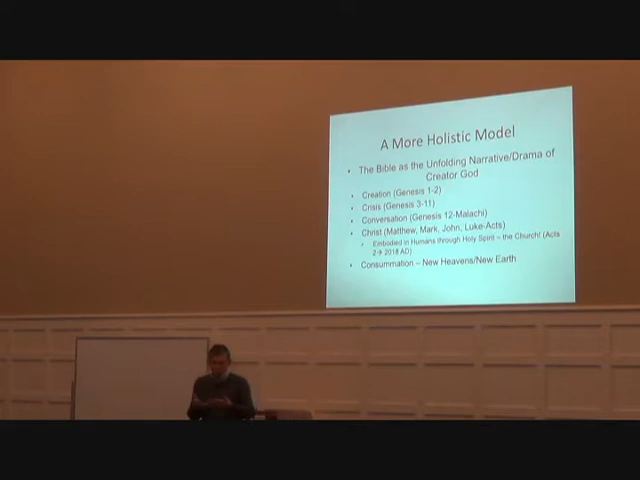 A More Holistic Model
• The Bible as the Unfolding Narrative/Drama of
Creator God
• Creation (Genesis 1-2)
• Crisis (Genesis 3-11)
• Conversation (Genesis 12-Malachi)
• Christ (Matthew, Mark, John, Luke-Acts)
• Embodied in Humans through Holy Spirit – the Church! (Acts
2→ 2018 AD)
• Consummation – New Heavens/New Earth